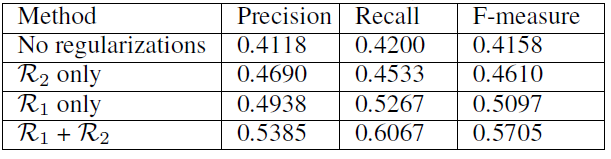 Method Precision Recall F-measure
No regularizations 0.4118 0.4200 0.4158
R₂ only 0.4690 0.4533 0.4610
R₁ only 0.4938 0.5267 0.5097
R₁ + R₂ 0.5385 0.6067 0.5705